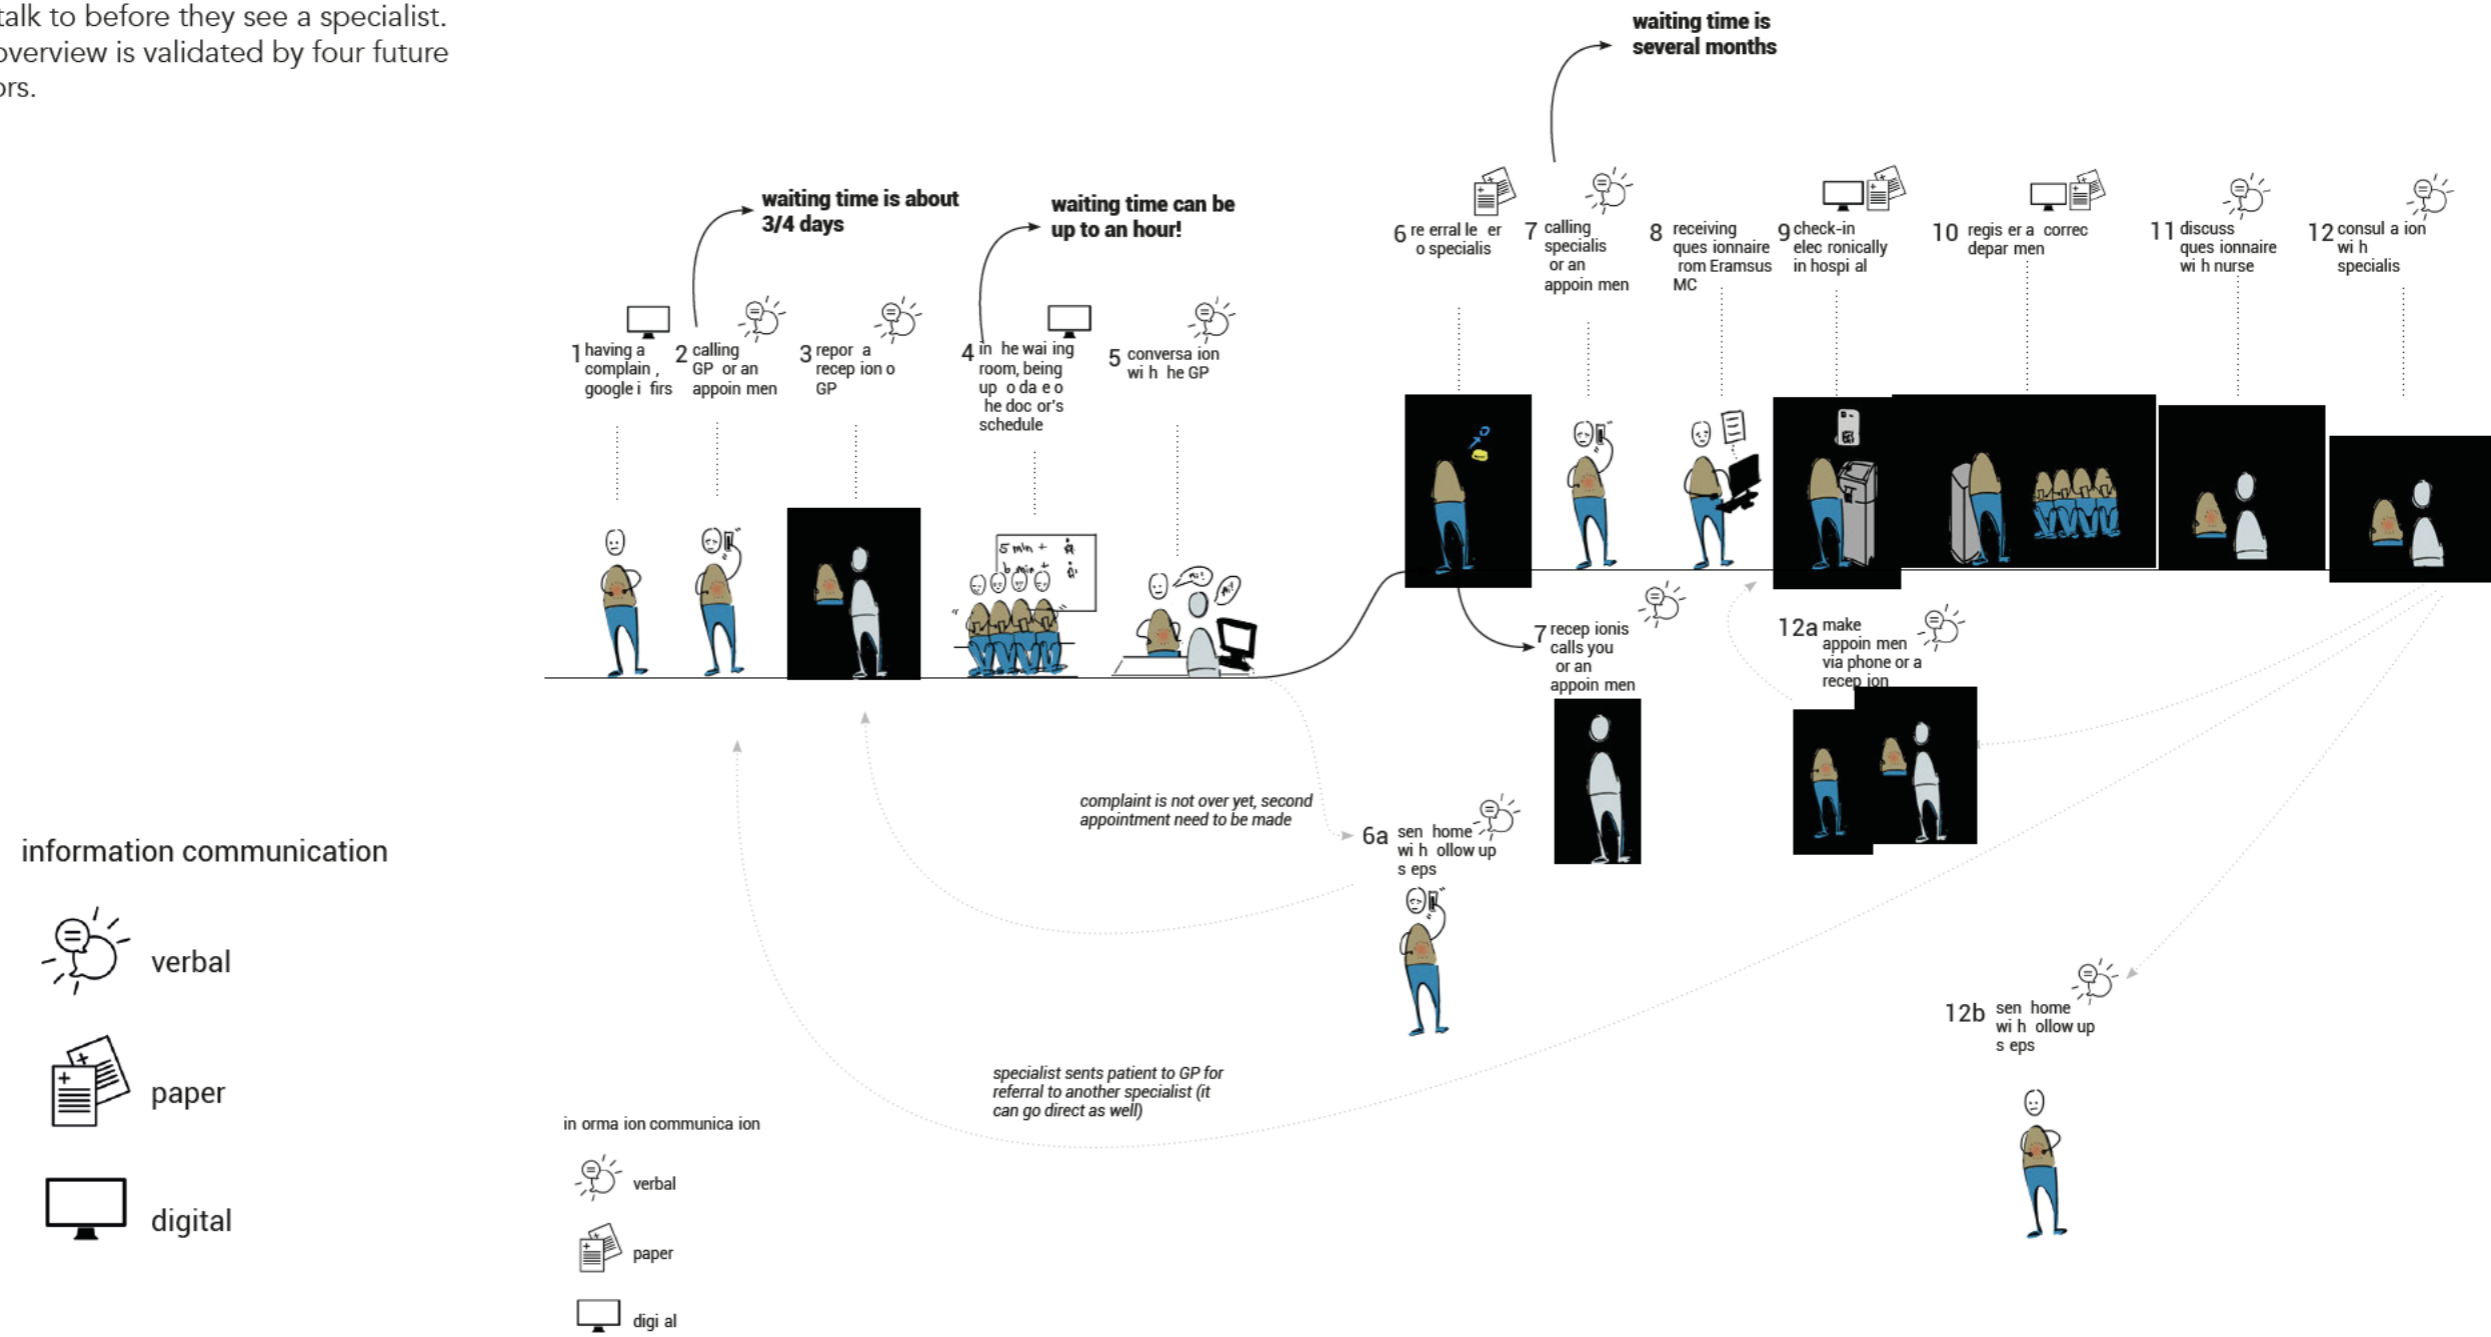 talk to before they see a specialist.
overview is validated by four future
ors.
waiting time is
several months
waiting time is about
3/4 days
waiting time can be
up to an hour!
1 having a
complain ,
google i firs
2 calling
GP or an
appoin men
3 repor a
recep ion o
GP
4 in he wai ing
room, being
up o da e o
he doc or's
schedule
5 conversa ion
wi h he GP
6 re erral le er
o specialis
7 calling
specialis
or an
appoin men
8 receiving
ques ionnaire
rom Eramsus
MC
9 check-in
elec ronically
in hospi al
10 regis er a correc
depar men
11 discuss
ques ionnaire
wi h nurse
12 consul a ion
wi h
specialis
5 min +
6 min +
7 recep ionis
calls you
or an
appoin men
12a make
appoin men
via phone or a
recep ion
complaint is not over yet, second
appointment need to be made
6a sen home
wi h ollow up
s eps
12b sen home
wi h ollow up
s eps
specialist sents patient to GP for
referral to another specialist (it
can go direct as well)
information communication
verbal
paper
digital
in orma ion communica ion
verbal
paper
digi al